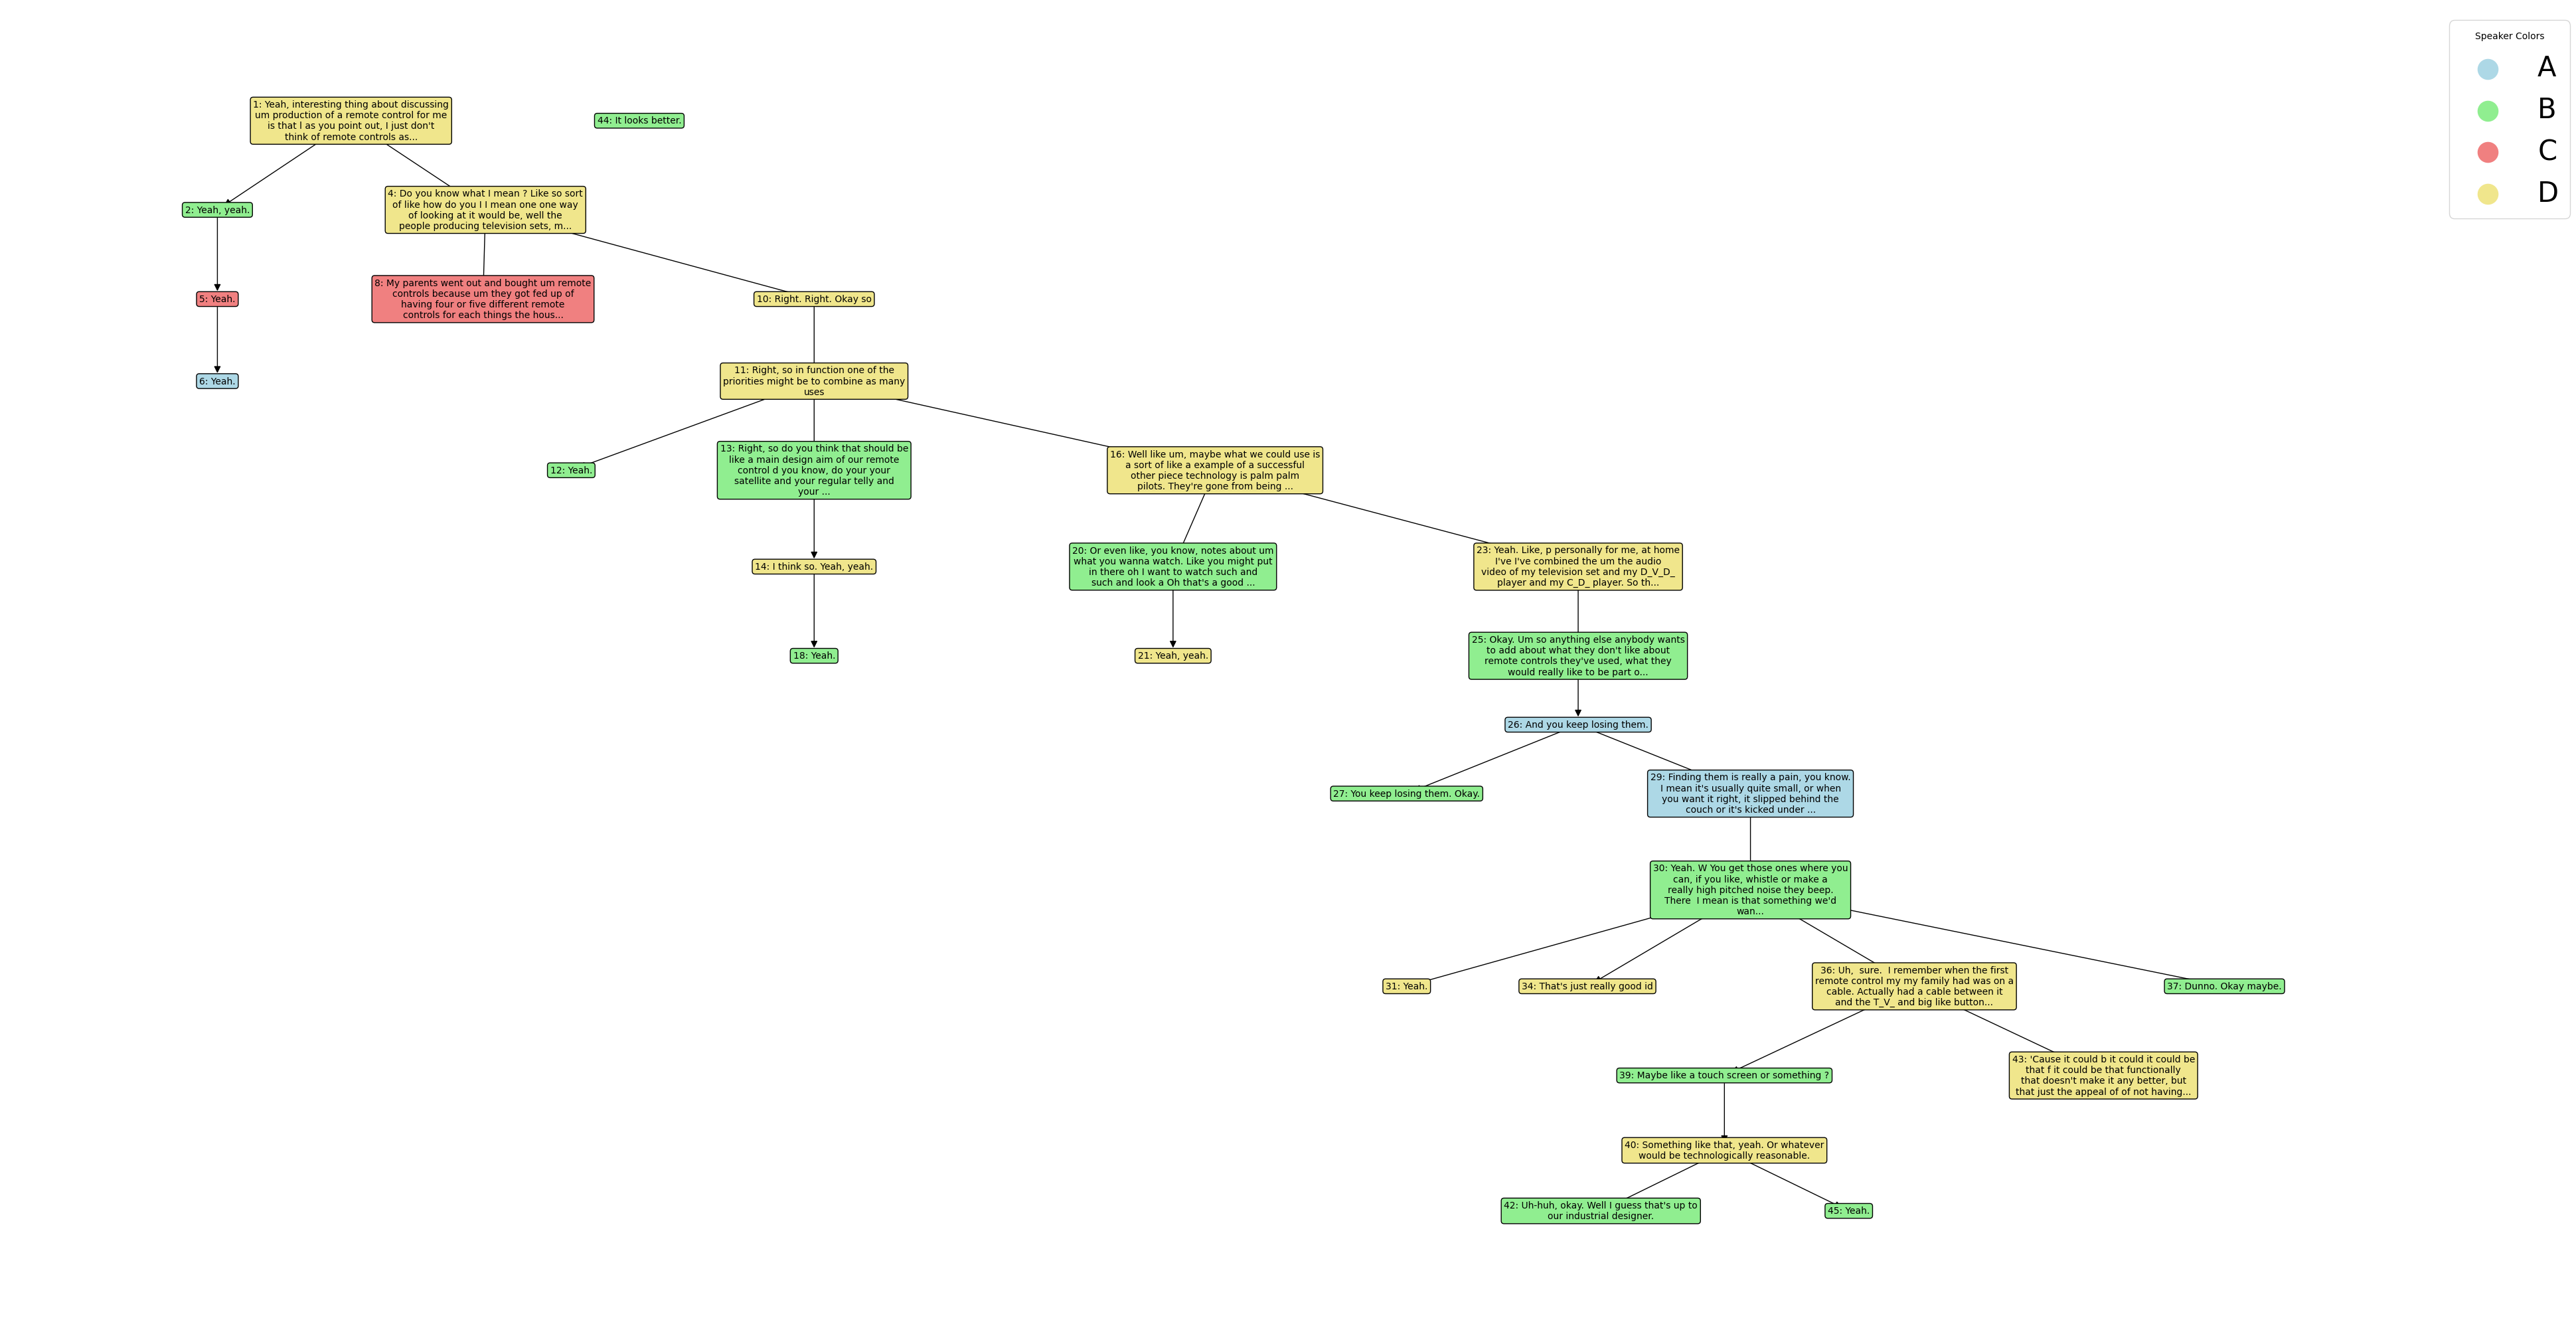 Speaker Colors
A
B
C
D
1: Yeah, interesting thing about discussing
um production of a remote control for me
is that l as you point out, I just don't
think of remote controls as...
44: It looks better.
2: Yeah, yeah.
4: Do you know what I mean ? Like so sort
of like how do you I I mean one one way
of looking at it would be, well the
people producing television sets, m...
5: Yeah.
8: My parents went out and bought um remote
controls because um they got fed up of
having four or five different remote
controls for each things the hous...
10: Right. Right. Okay so
6: Yeah.
11: Right, so in function one of the
priorities might be to combine as many
uses
12: Yeah.
13: Right, so do you think that should be
like a main design aim of our remote
control d you know, do your your
satellite and your regular telly and
your ...
16: Well like um, maybe what we could use is
a sort of like a example of a successful
other piece technology is palm palm
pilots. They're gone from being ...
14: I think so. Yeah, yeah.
20: Or even like, you know, notes about um
what you wanna watch. Like you might put
in there oh I want to watch such and
such and look a Oh that's a good ...
23: Yeah. Like, p personally for me, at home
I've I've combined the um the audio
video of my television set and my D_V_D_
player and my C_D_ player. So th...
18: Yeah.
21: Yeah, yeah.
25: Okay. Um so anything else anybody wants
to add about what they don't like about
remote controls they've used, what they
would really like to be part o...
26: And you keep losing them.
27: You keep losing them. Okay.
29: Finding them is really a pain, you know.
I mean it's usually quite small, or when
you want it right, it slipped behind the
couch or it's kicked under ...
30: Yeah. W You get those ones where you
can, if you like, whistle or make a
really high pitched noise they beep.
There  I mean is that something we'd
wan...
31: Yeah.
34: That's just really good id
36: Uh,  sure.  I remember when the first
remote control my my family had was on a
cable. Actually had a cable between it
and the T_V_ and big like button...
37: Dunno. Okay maybe.
39: Maybe like a touch screen or something ?
43: 'Cause it could b it could it could be
that f it could be that functionally
that doesn't make it any better, but
that just the appeal of of not having...
40: Something like that, yeah. Or whatever
would be technologically reasonable.
42: Uh-huh, okay. Well I guess that's up to
our industrial designer.
45: Yeah.